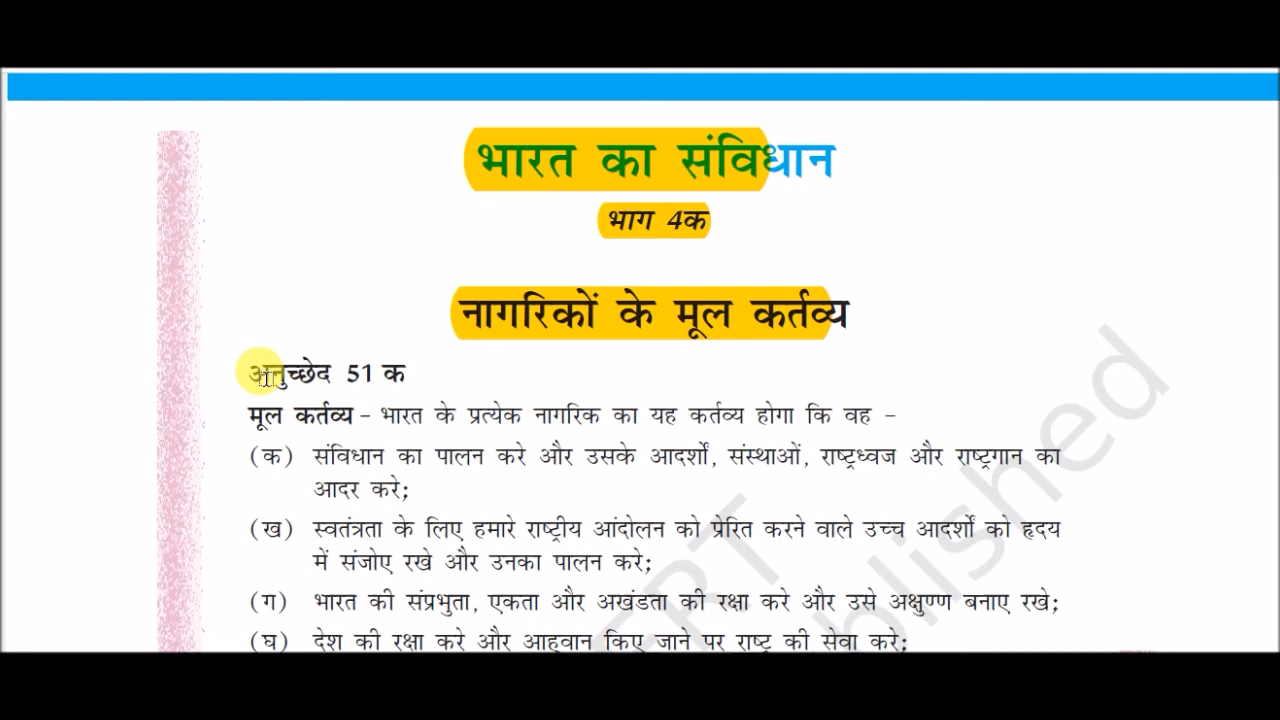 भारत का संविधान
भाग 4क
नागरिकों के मूल कर्तव्य
अनुच्छेद 51 क
मूल कर्तव्य – भारत के प्रत्येक नागरिक का यह कर्तव्य होगा कि वह –
(क) संविधान का पालन करे और उसके आदर्शों, संस्थाओं, राष्ट्रध्वज और राष्ट्रगान का
आदर करे;
(ख) स्वतंत्रता के लिए हमारे राष्ट्रीय आंदोलन को प्रेरित करने वाले उच्च आदर्शों को हृदय
में संजोए रखे और उनका पालन करे;
(ग) भारत की संप्रभुता, एकता और अखंडता की रक्षा करे और उसे अक्षुण्ण बनाए रखे;
(घ) देश की रक्षा करे और आह्वान किए जाने पर राष्ट्र की सेवा करे;